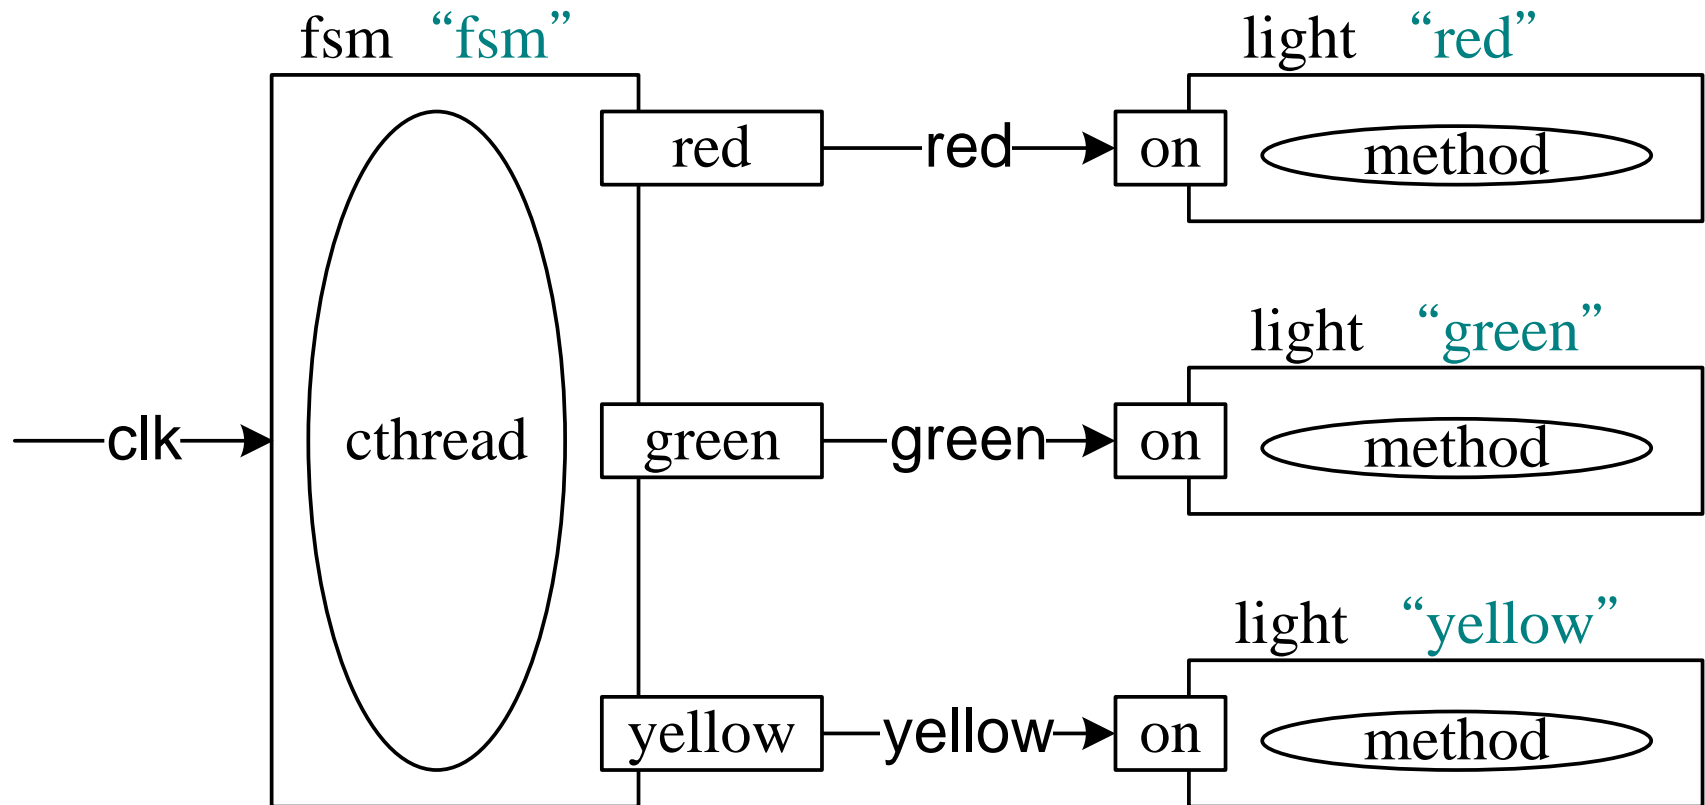 fsm “fsm”
light “red”
red
red
on
method
light “green”
clk
cthread
green
green
on
method
light “yellow”
yellow
yellow
on
method